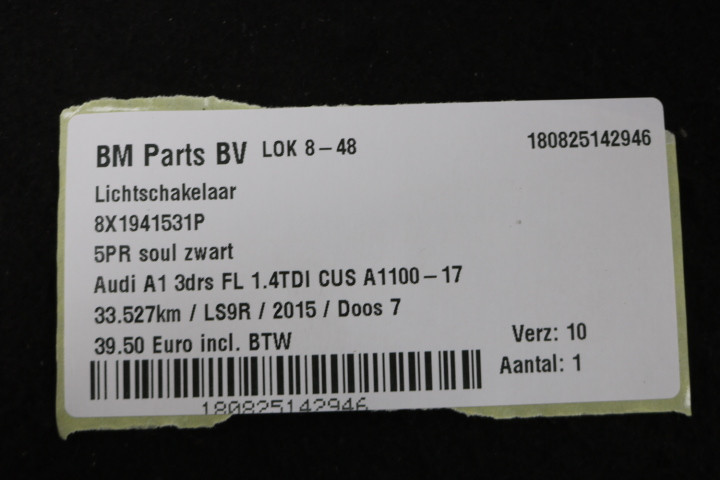 BM Parts BV LOK 8-48 180825142946
Lichtschakelaar
8X1941531P
5PR soul zwart
Audi A1 3drs FL 1.4TDI CUS A1100-17
33.527km / LS9R / 2015 / Doos 7
39.50 Euro incl. BTW Verz: 10
Aantal: 1
180825142946